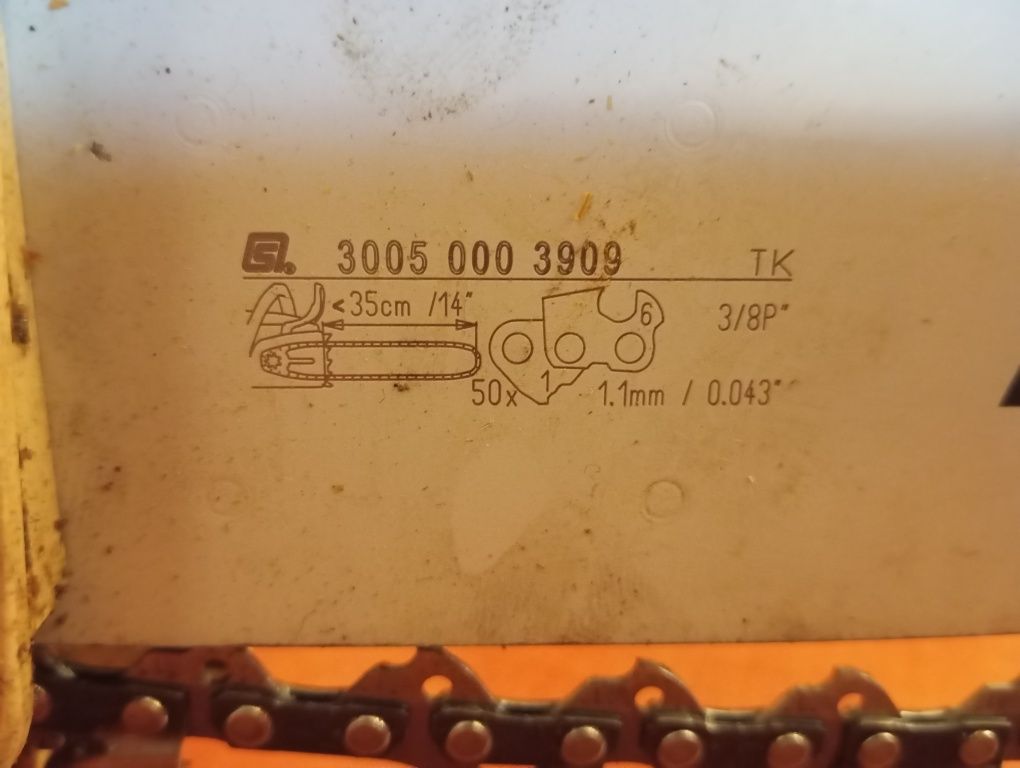 3005 000 3909 TK
<35cm /14" 6 3/8P"
50x 1 1.1mm / 0.043"